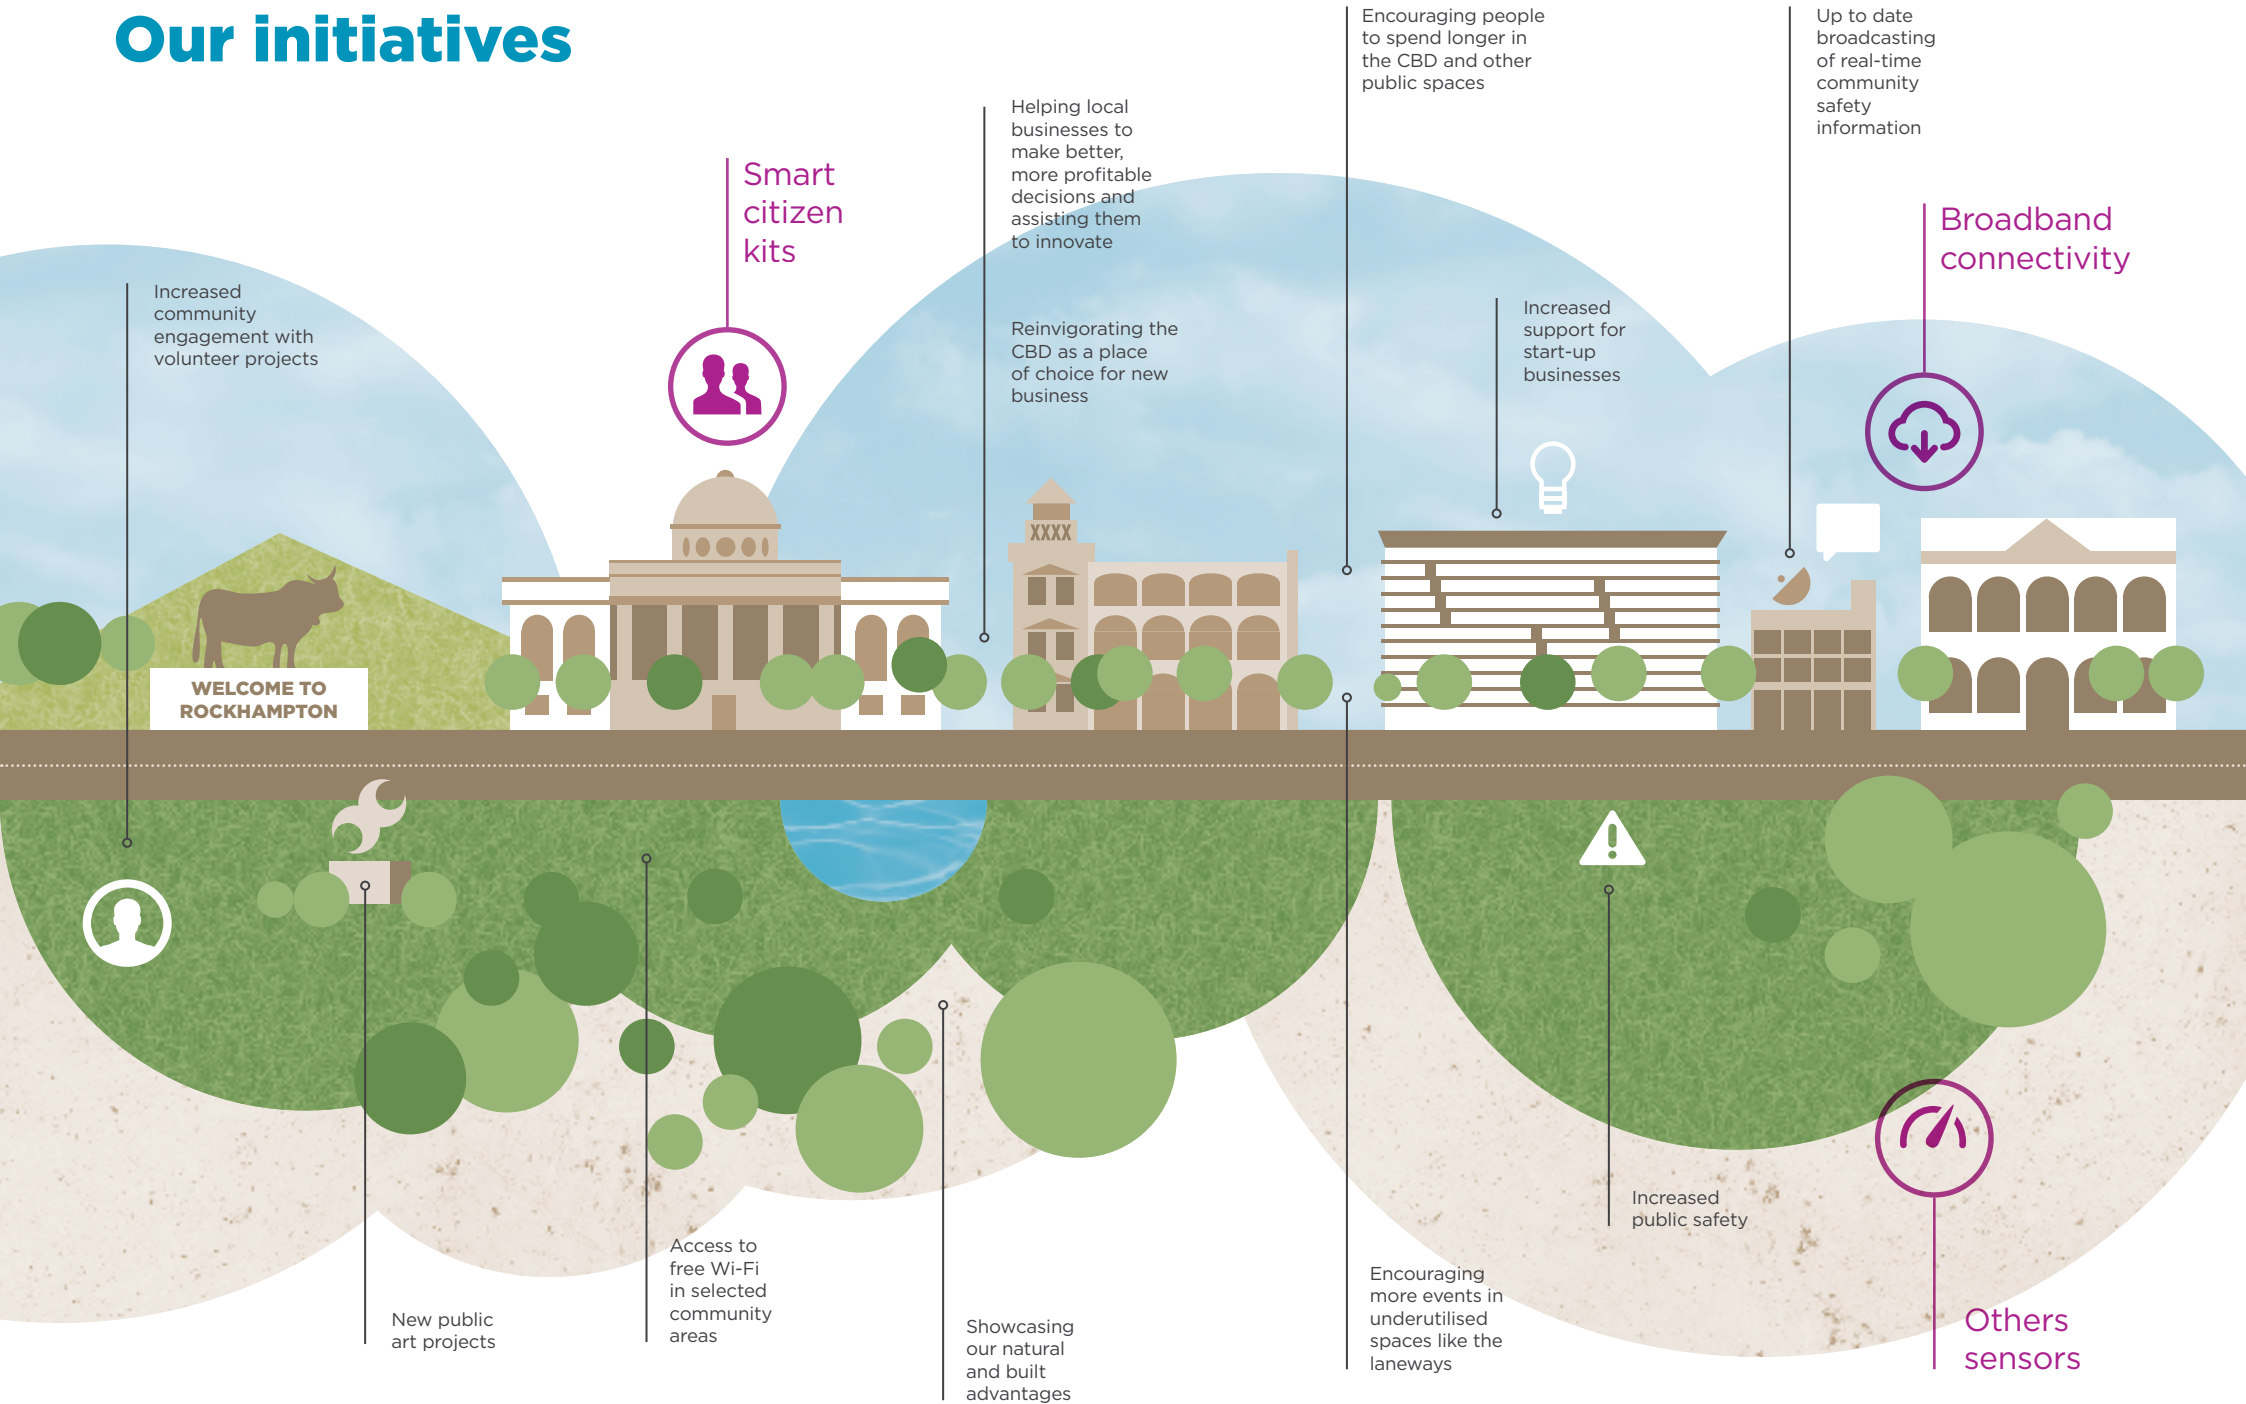 Our initiatives
Encouraging people
to spend longer in
the CBD and other
public spaces
Up to date
broadcasting
of real-time
community
safety
information
Helping local
businesses to
make better,
more profitable
decisions and
assisting them
to innovate
Smart
citizen
kits
Broadband
connectivity
Increased
community
engagement with
volunteer projects
Reinvigorating the
CBD as a place
of choice for new
business
Increased
support for
start-up
businesses
XXXX
WELCOME TO
ROCKHAMPTON
Increased
public safety
Access to
free Wi-Fi
in selected
community
areas
Encouraging
more events in
underutilised
spaces like the
laneways
New public
art projects
Showcasing
our natural
and built
advantages
Others
sensors